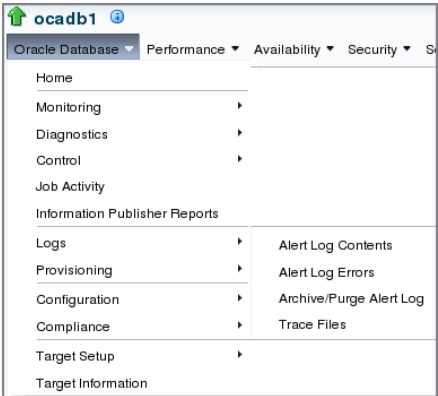 ocadb1
Oracle Database Performance Availability Security
Home
Monitoring
Diagnostics
Control
Job Activity
Information Publisher Reports
Logs
Provisioning
Configuration
Compliance
Target Setup
Target Information
Alert Log Contents
Alert Log Errors
Archive/Purge Alert Log
Trace Files